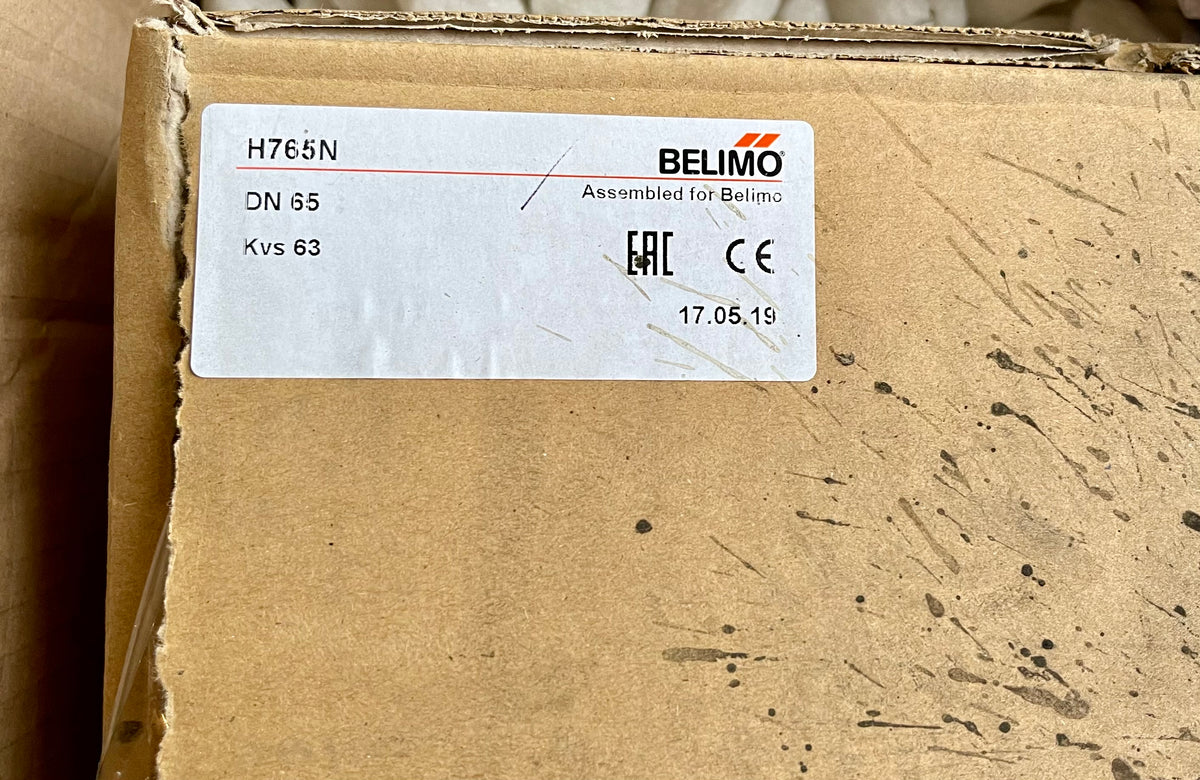 H765N
BELIMO®
Assembled for Belimo
DN 65
Kvs 63
EAC CE
17.05.19